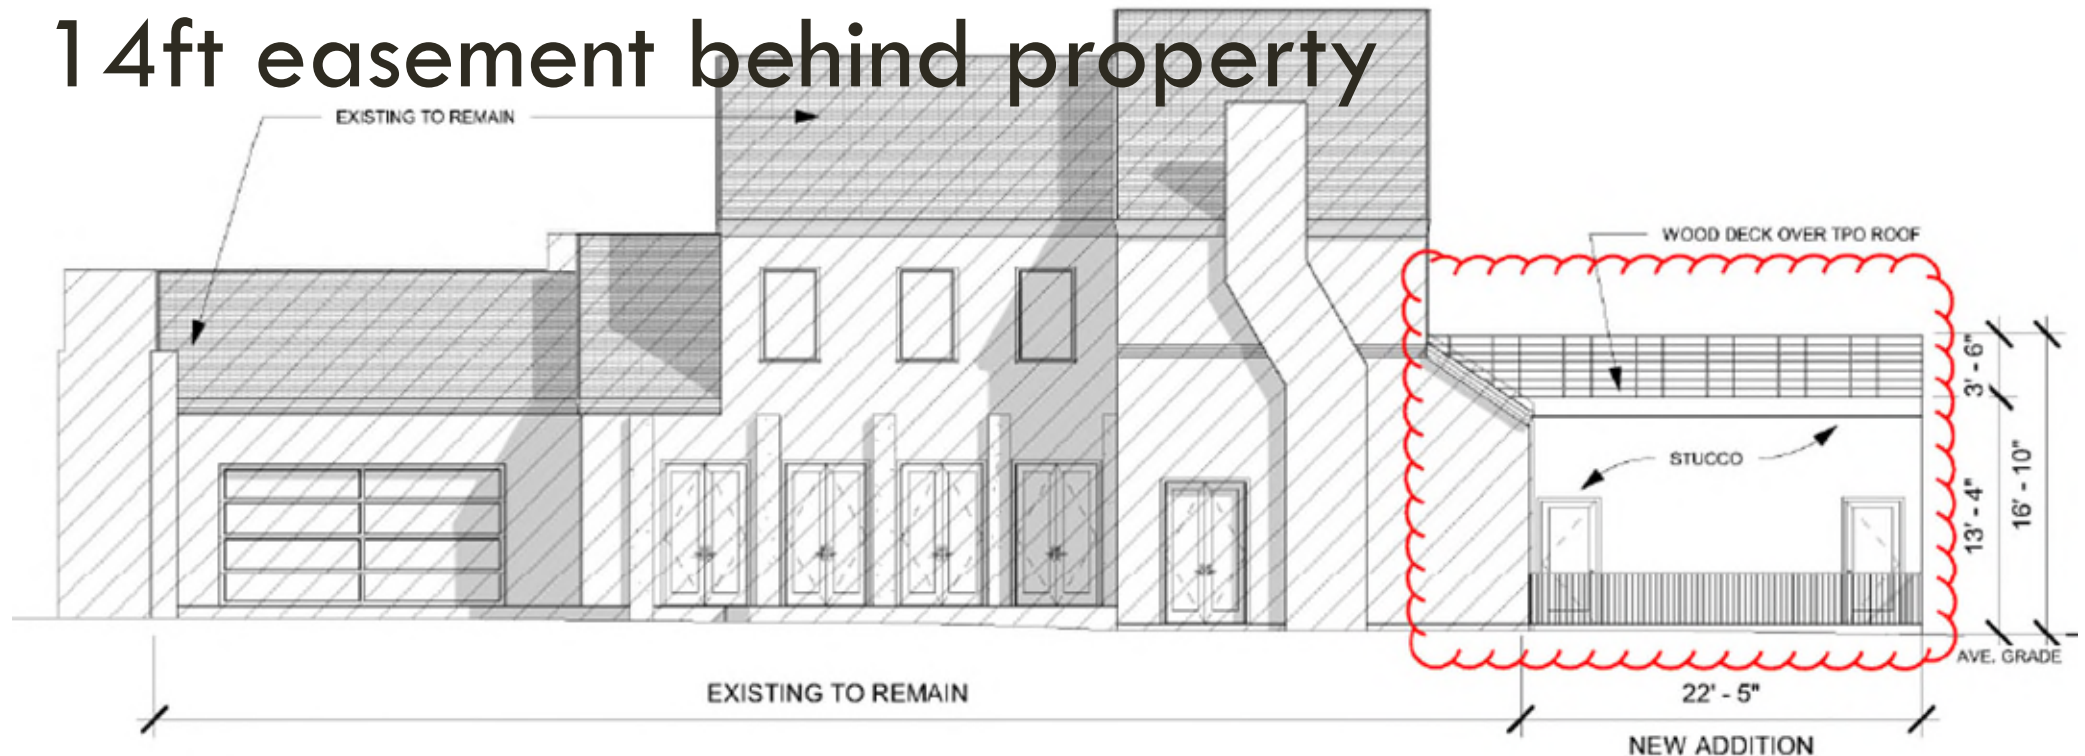 14ft easement behind property
EXISTING TO REMAIN
WOOD DECK OVER TPO ROOF
3' - 6"
STUCCO
13' - 4"
16' - 10"
AVE. GRADE
EXISTING TO REMAIN
22' - 5"
NEW ADDITION